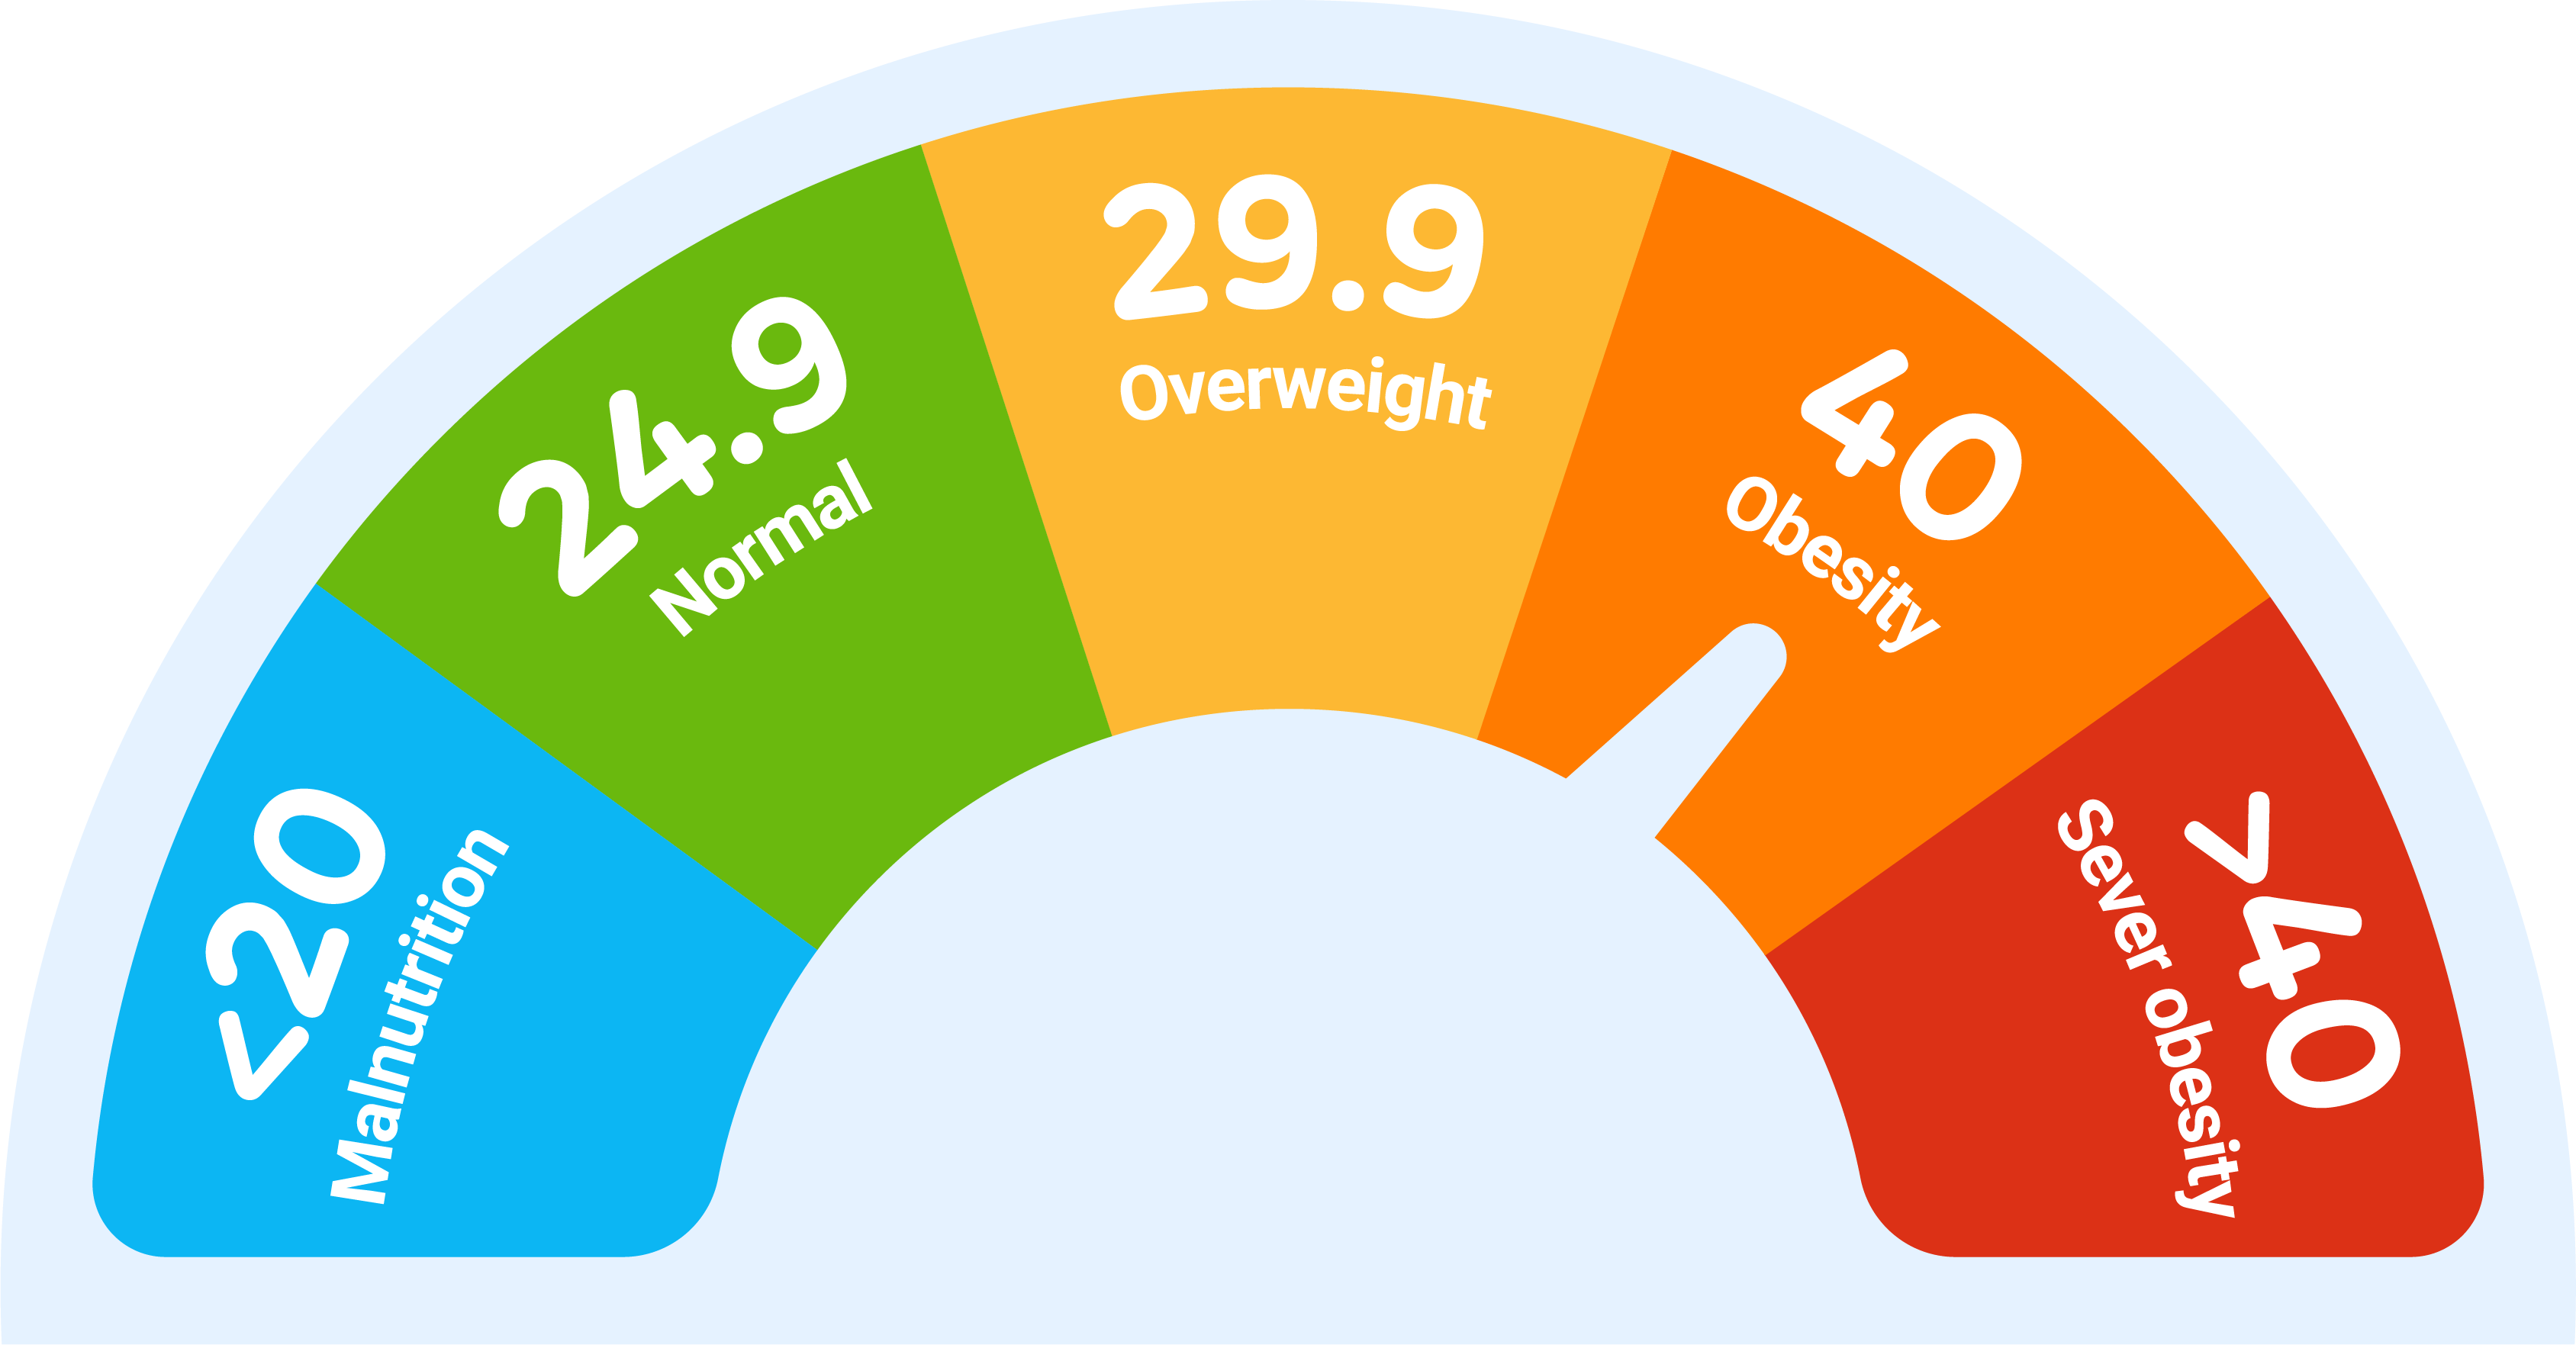 <20
Malnutrition
24.9
Normal
29.9
Overweight
40
Obesity
>40
Sever obesity